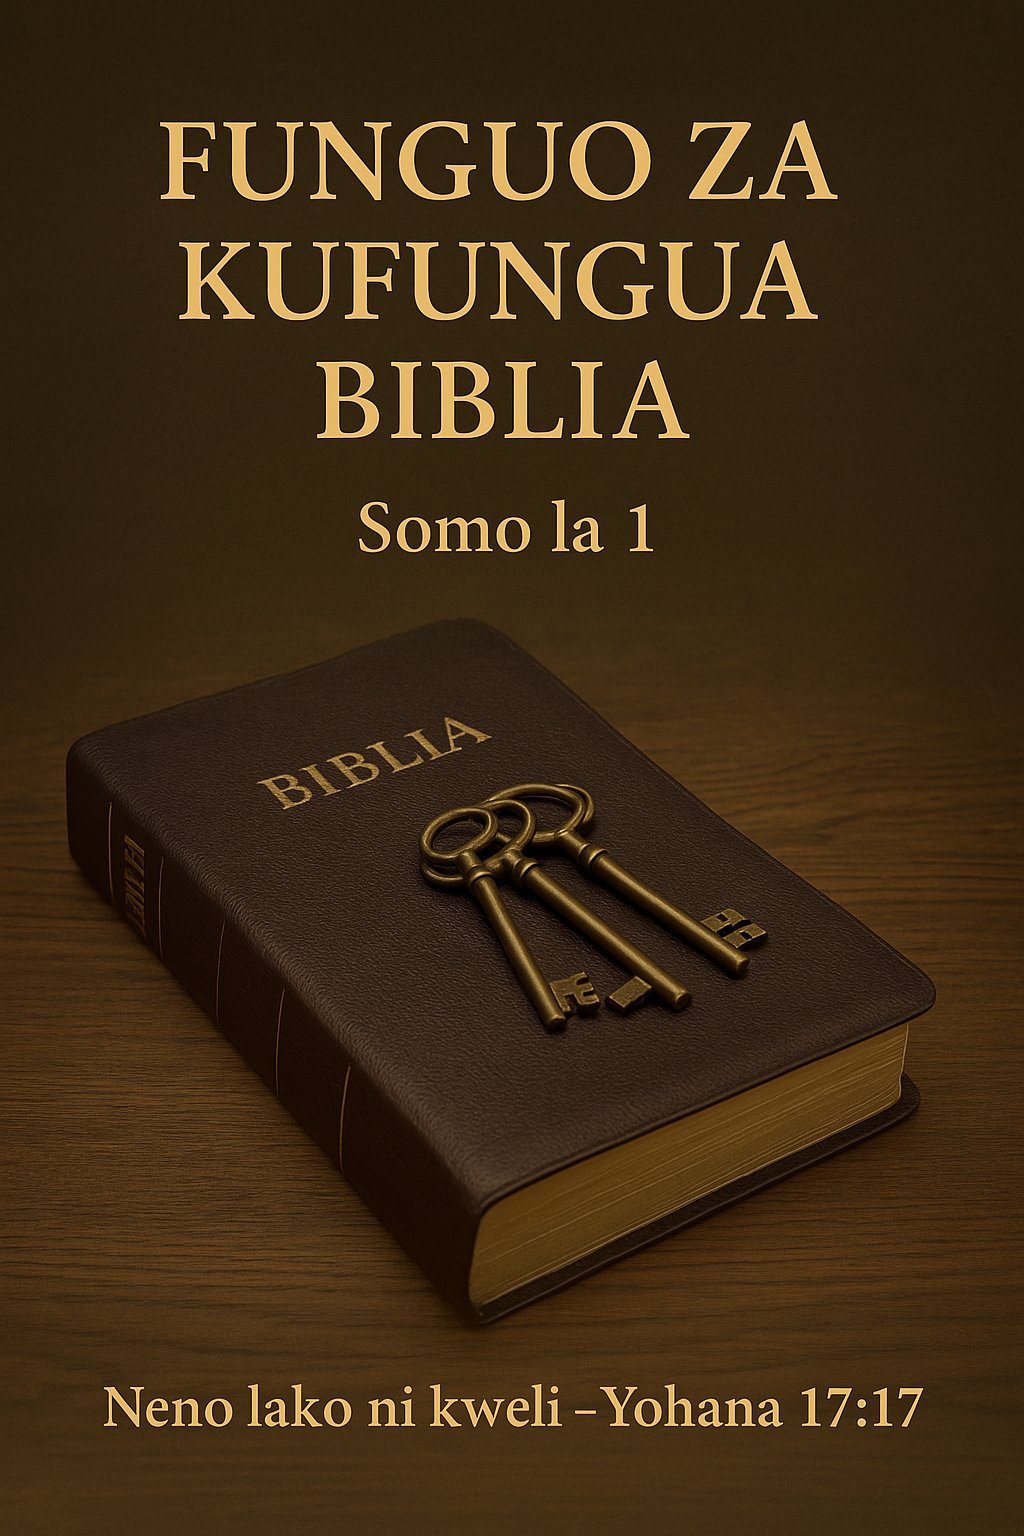 FUNGUO ZA
KUFUNGUA
BIBLIA
Somo la 1
BIBLIA
Neno lako ni kweli – Yohana 17:17